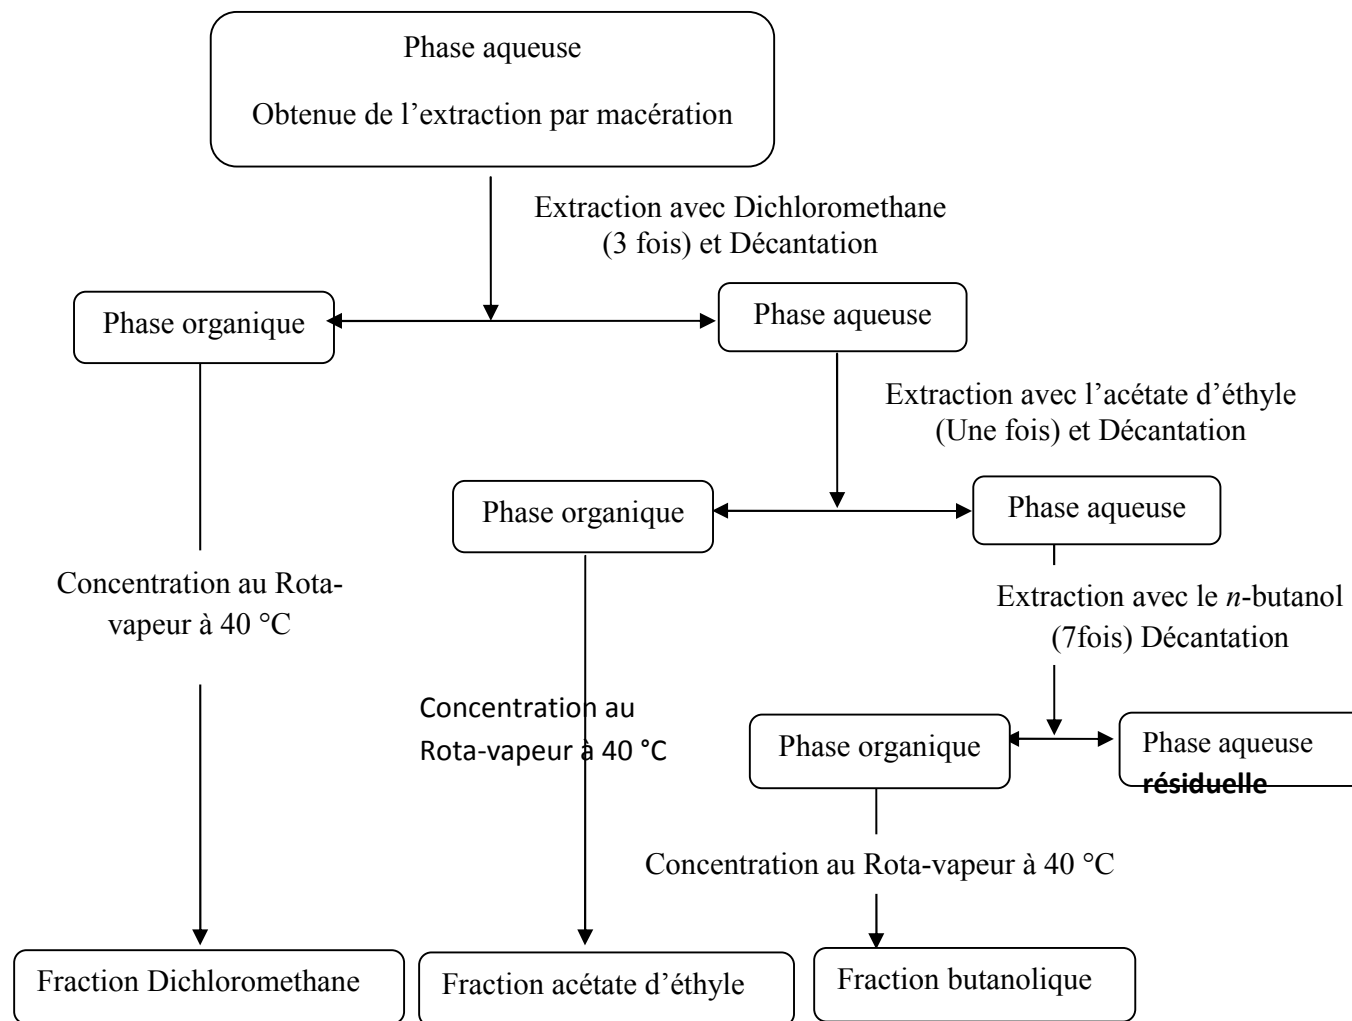 Phase aqueuse
Obtenue de l’extraction par macération
Extraction avec Dichloromethane
(3 fois) et Décantation
Phase organique
Phase aqueuse
Extraction avec l’acétate d’éthyle
(Une fois) et Décantation
Phase organique
Phase aqueuse
Concentration au Rota-
vapeur à 40 °C
Extraction avec le n-butanol
(7fois) Décantation
Concentration au
Rota-vapeur à 40 °C
Phase organique
Phase aqueuse
résiduelle
Concentration au Rota-vapeur à 40 °C
Fraction Dichloromethane
Fraction acétate d’éthyle
Fraction butanolique